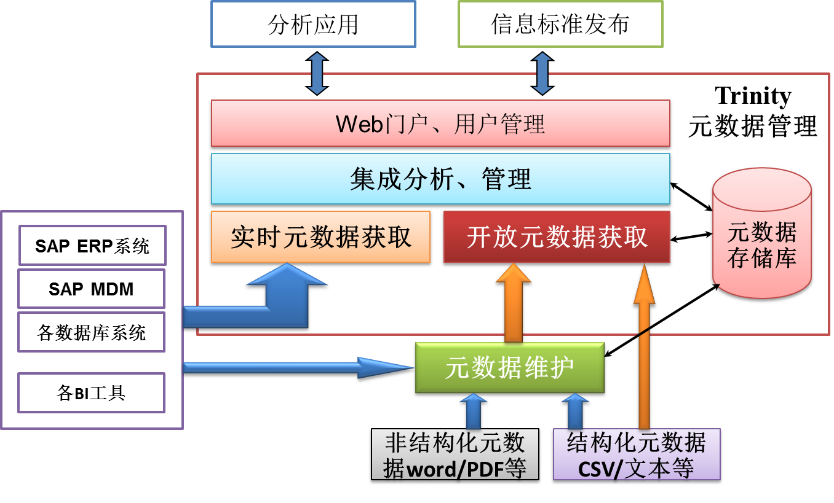 分析应用
信息标准发布
Trinity
元数据管理
Web门户、用户管理
集成分析、管理
实时元数据获取
开放元数据获取
元数据
存储库
SAP ERP系统
SAP MDM
各数据库系统
各BI工具
元数据维护
非结构化元数
据word/PDF等
结构化元数据
CSV/文本等